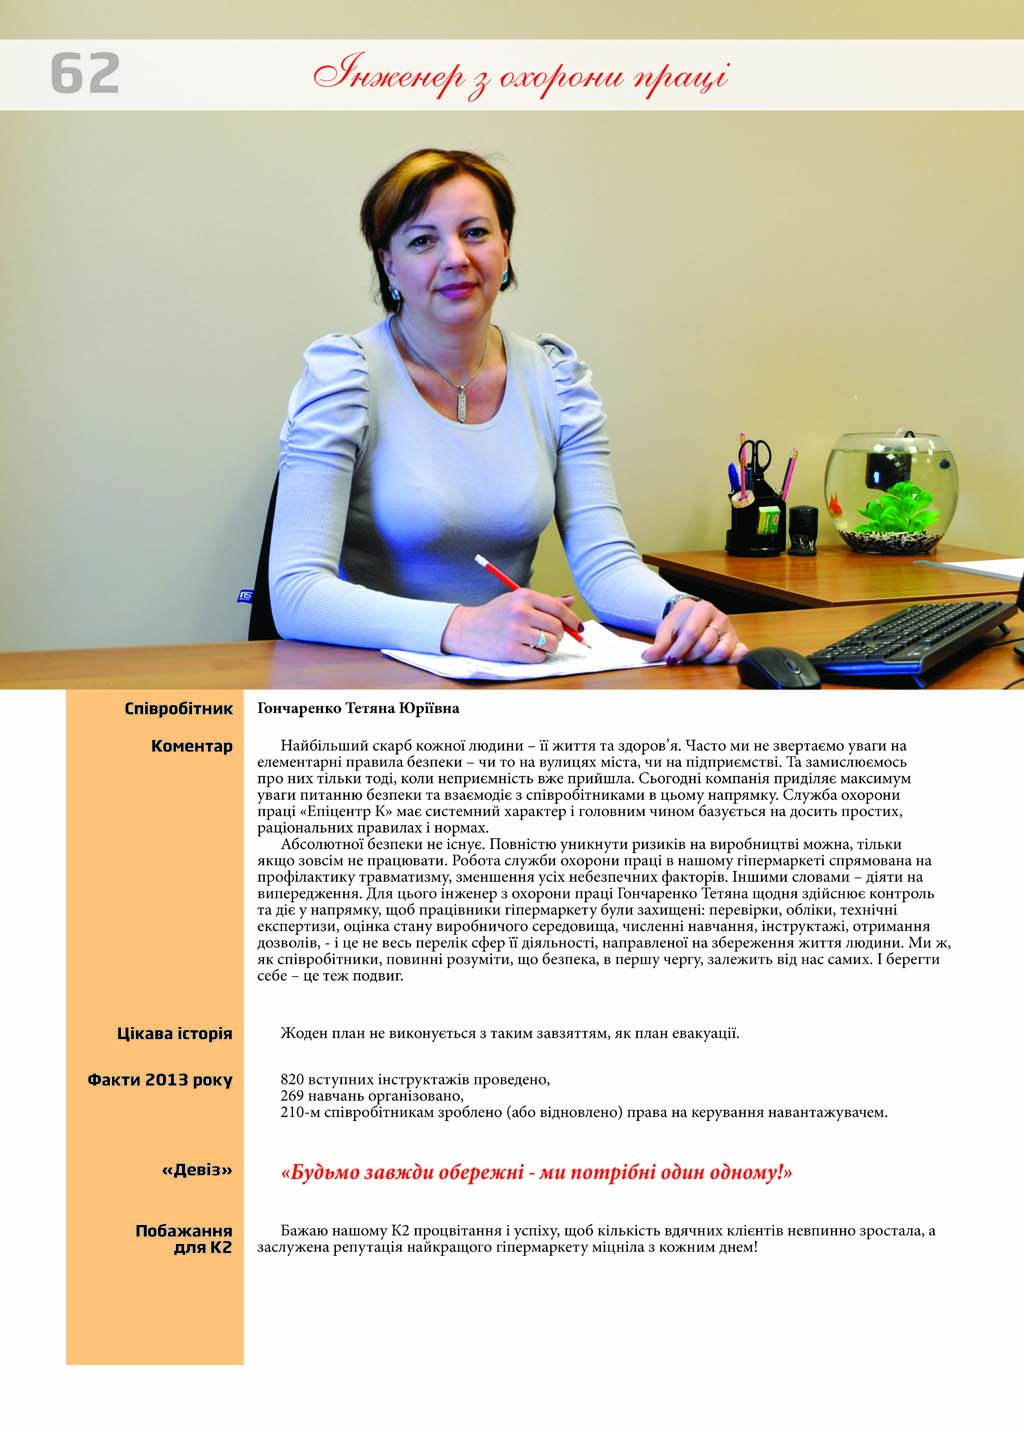 62
Інженер з охорони праці
Співробітник
Гончаренко Тетяна Юріївна
Коментар
Найбільший скарб кожної людини – її життя та здоров’я. Часто ми не звертаємо уваги на
елементарні правила безпеки – чи то на вулицях міста, чи на підприємстві. Та замислюємось
про них тільки тоді, коли неприємність вже прийшла. Сьогодні компанія приділяє максимум
уваги питанню безпеки та взаємодіє з співробітниками в цьому напрямку. Служба охорони
праці «Епіцентр К» має системний характер і головним чином базується на досить простих,
раціональних правилах і нормах.
Абсолютної безпеки не існує. Повністю уникнути ризиків на виробництві можна, тільки
якщо зовсім не працювати. Робота служби охорони праці в нашому гіпермаркеті спрямована на
профілактику травматизму, зменшення усіх небезпечних факторів. Іншими словами – діяти на
випередження. Для цього інженер з охорони праці Гончаренко Тетяна щодня здійснює контроль
та діє у напрямку, щоб працівники гіпермаркету були захищені: перевірки, обліки, технічні
експертизи, оцінка стану виробничого середовища, численні навчання, інструктажі, отримання
дозволів, - і це не весь перелік сфер її діяльності, направленої на збереження життя людини. Ми ж,
як співробітники, повинні розуміти, що безпека, в першу чергу, залежить від нас самих. І берегти
себе – це теж подвиг.
Цікава історія
Жоден план не виконується з таким завзяттям, як план евакуації.
Факти 2013 року
820 вступних інструктажів проведено,
269 навчань організовано,
210-м співробітникам зроблено (або відновлено) права на керування навантажувачем.
«Девіз»
«Будьмо завжди обережні - ми потрібні один одному!»
Побажання
для К2
Бажаю нашому К2 процвітання і успіху, щоб кількість вдячних клієнтів невпинно зростала, а
заслужена репутація найкращого гіпермаркету міцніла з кожним днем!